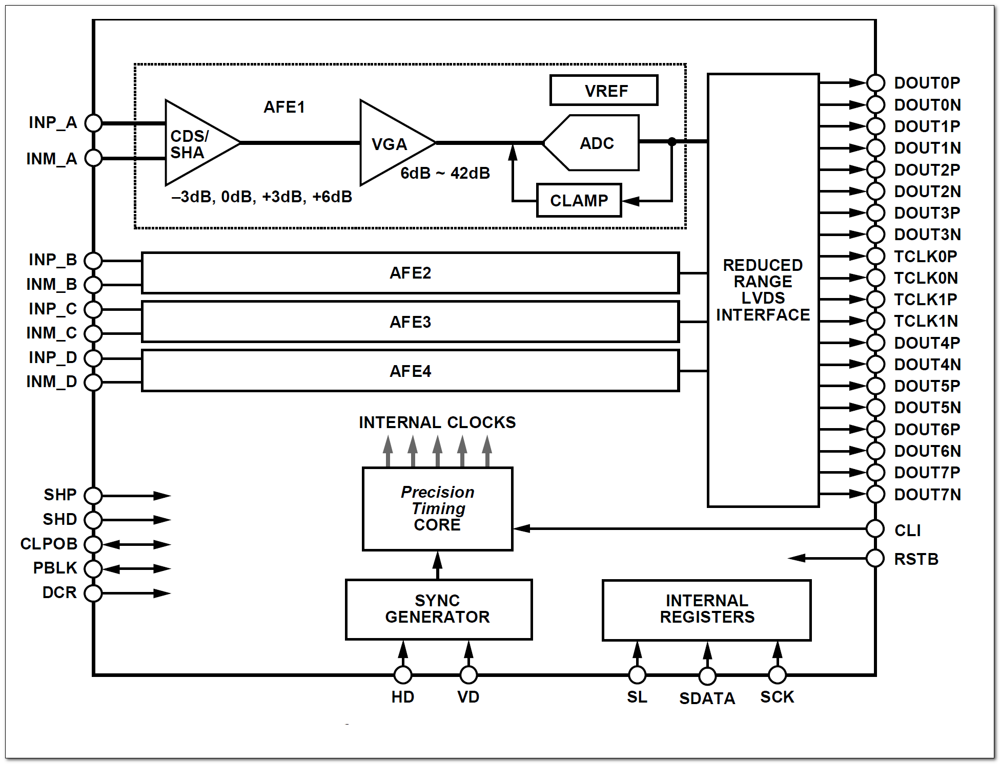 INP_A
INM_A
INP_B
INM_B
INP_C
INM_C
INP_D
INM_D
SHP
SHD
CLPOB
PBLK
DCR
AFE1
CDS/
SHA
–3dB, 0dB, +3dB, +6dB
VGA
6dB ~ 42dB
VREF
ADC
CLAMP
AFE2
AFE3
AFE4
REDUCED
RANGE
LVDS
INTERFACE
INTERNAL CLOCKS
Precision
Timing
CORE
SYNC
GENERATOR
INTERNAL
REGISTERS
HD
VD
SL
SDATA
SCK
DOUT0P
DOUT0N
DOUT1P
DOUT1N
DOUT2P
DOUT2N
DOUT3P
DOUT3N
TCLK0P
TCLK0N
TCLK1P
TCLK1N
DOUT4P
DOUT4N
DOUT5P
DOUT5N
DOUT6P
DOUT6N
DOUT7P
DOUT7N
CLI
RSTB